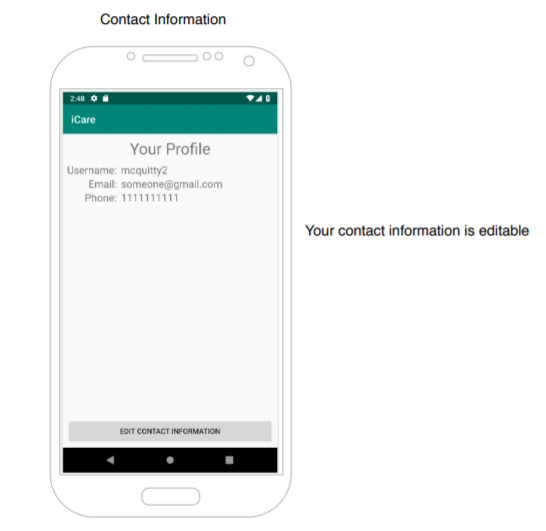 Contact Information
2:48
iCare
Your Profile
Username: mcquitty2
Email: someone@gmail.com
Phone: 1111111111
Your contact information is editable
EDIT CONTACT INFORMATION